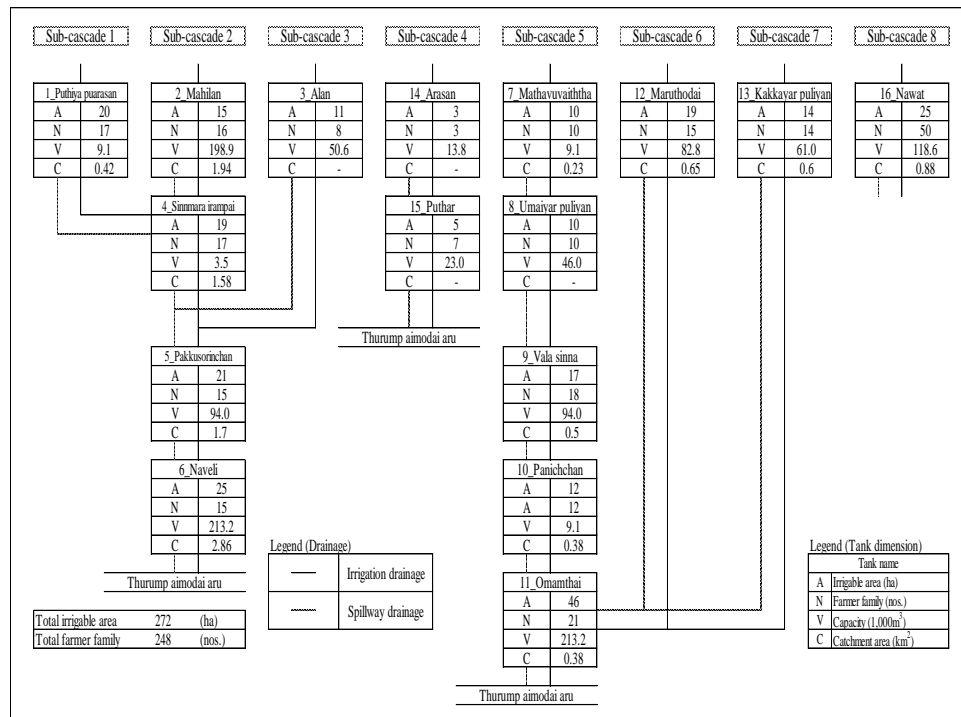 Sub-cascade 1 Sub-cascade 2 Sub-cascade 3 Sub-cascade 4 Sub-cascade 5 Sub-cascade 6 Sub-cascade 7 Sub-cascade 8
1_Puthiya puarasan
A 20
N 17
V 9.1
C 0.42
2_Mahilan
A 15
N 16
V 198.9
C 1.94
3_Alan
A 11
N 8
V 50.6
C -
14_Arasan
A 3
N 3
V 13.8
C -
7_Mathavuvaiththa
A 10
N 10
V 9.1
C 0.23
12_Maruthodai
A 19
N 15
V 82.8
C 0.65
13_Kakkayar puliyan
A 14
N 14
V 61.0
C 0.6
16_Nawat
A 25
N 50
V 118.6
C 0.88
4_Sinnmara irampai
A 19
N 17
V 3.5
C 1.58
15_Puthar
A 5
N 7
V 23.0
C -
Thurump aimodai aru
8_Umaiyar puliyan
A 10
N 10
V 46.0
C -
5_Pakkusorinchan
A 21
N 15
V 94.0
C 1.7
9_Vala sinna
A 17
N 18
V 94.0
C 0.5
6_Naveli
A 25
N 15
V 213.2
C 2.86
Thurump aimodai aru
10_Panichchan
A 12
A 12
V 9.1
C 0.38
11_Omamthai
A 46
N 21
V 213.2
C 0.38
Thurump aimodai aru
Legend (Drainage)
Irrigation drainage
Spillway drainage
Legend (Tank dimension)
Tank name
A Irrigable area (ha)
N Farmer family (nos.)
V Capacity (1,000m³)
C Catchment area (km²)
Total irrigable area 272 (ha)
Total farmer family 248 (nos.)